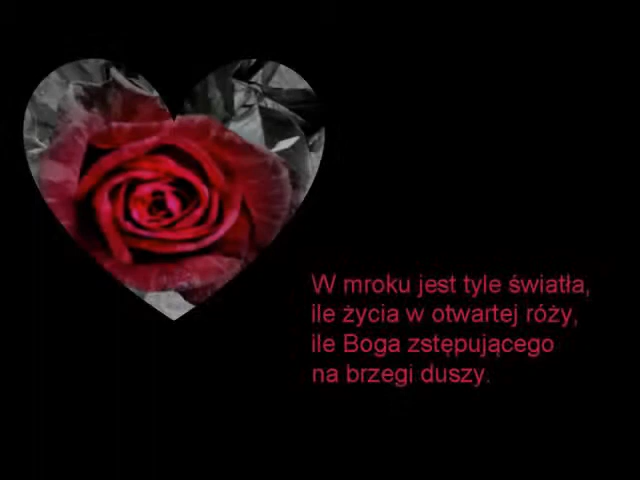 W mroku jest tyle światła,
ile życia w otwartej róży,
ile Boga zstępującego
na brzegi duszy.